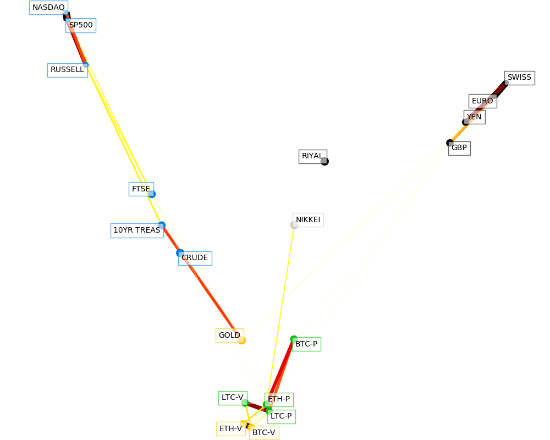 NASDAQ
SP500
RUSSELL
SWISS
EURO
YEN
GBP
RIYAL
FTSE
NIKKEI
10YR TREAS
CRUDE
GOLD
BTC-P
LTC-V
ETH-P
LTC-P
ETH-V
BTC-V